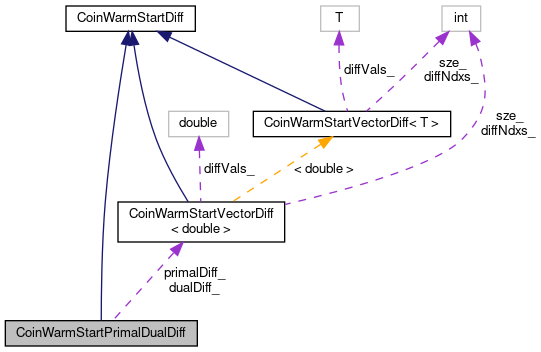 CoinWarmStartDiff
T
int
diffVals_
sze_
diffNdxs_
double
CoinWarmStartVectorDiff< T >
sze_
diffNdxs_
diffVals_
< double >
CoinWarmStartVectorDiff
< double >
primalDiff_
dualDiff_
CoinWarmStartPrimalDualDiff